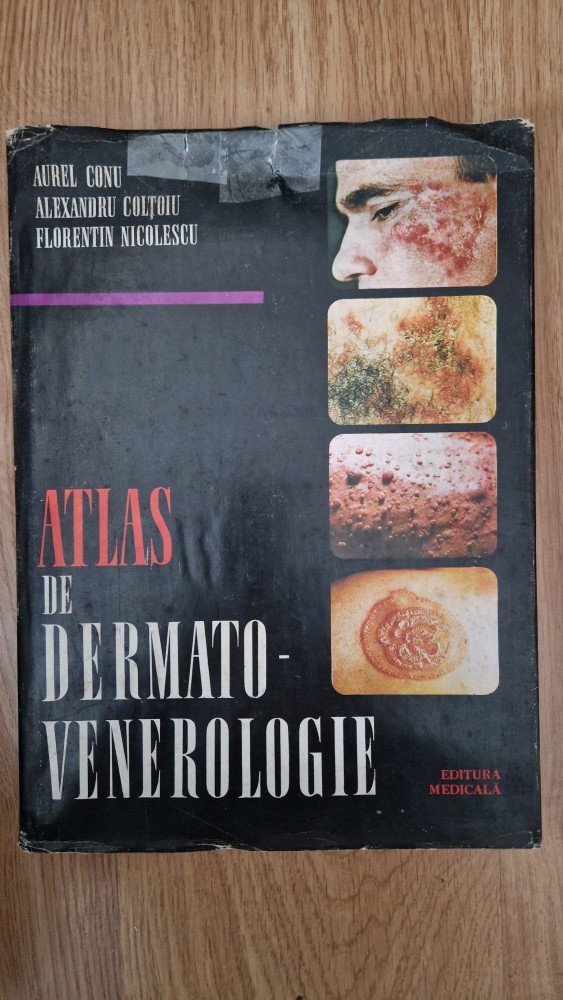 AUREL CONU
ALEXANDRU COLȚOIU
FLORENTIN NICOLESCU
ATLAS
DE
DERMATO-
VENEROLOGIE
EDITURA
MEDICALĂ